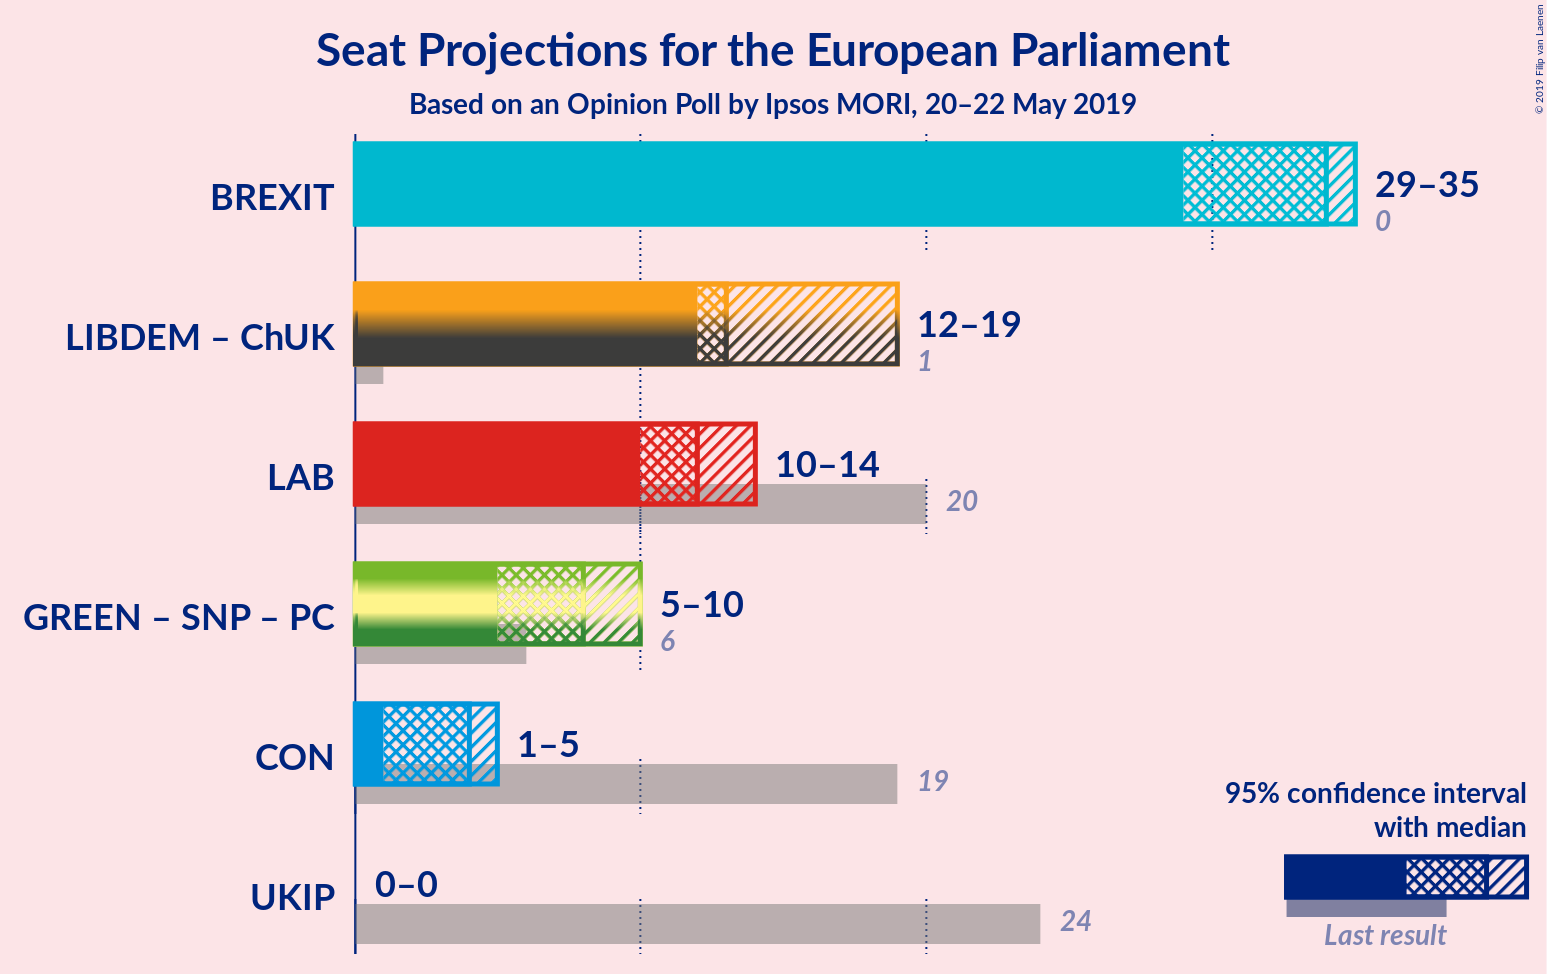 Seat Projections for the European Parliament
Based on an Opinion Poll by Ipsos MORI, 20–22 May 2019
© 2019 Filip van Laenen
BREXIT
29–35
0
LIBDEM – ChUK
12–19
1
LAB
10–14
20
GREEN – SNP – PC
5–10
6
CON
1–5
19
UKIP
0–0
24
95% confidence interval
with median
Last result